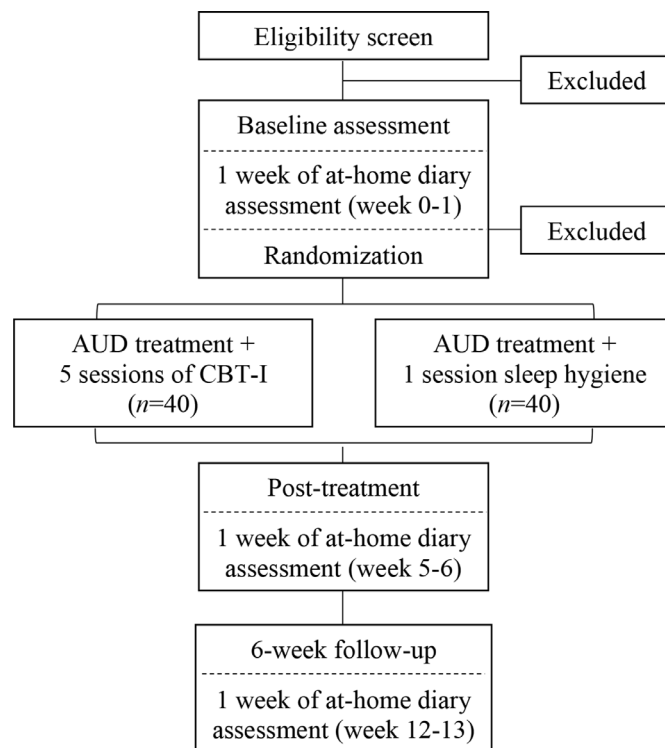 Eligibility screen
Excluded
Baseline assessment
1 week of at-home diary
assessment (week 0-1)
Excluded
Randomization
AUD treatment +
5 sessions of CBT-I
(n=40)
AUD treatment +
1 session sleep hygiene
(n=40)
Post-treatment
1 week of at-home diary
assessment (week 5-6)
6-week follow-up
1 week of at-home diary
assessment (week 12-13)